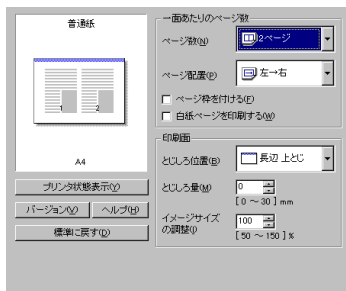 普通紙
1 2
A4
プリンタ状態表示(Y)
バージョン(V) ヘルプ(H)
標準に戻す(D)
一面あたりのページ数
ページ数(N) 2ページ
ページ配置(P) 左→右
ページ枠を付ける(F)
白紙ページを印刷する(W)
印刷面
とじしろ位置(B) 長辺 上とじ
とじしろ量(M) 0
[ 0 ～ 30 ] mm
イメージサイズ
の調整(I) 100
[ 50 ～ 150 ] %